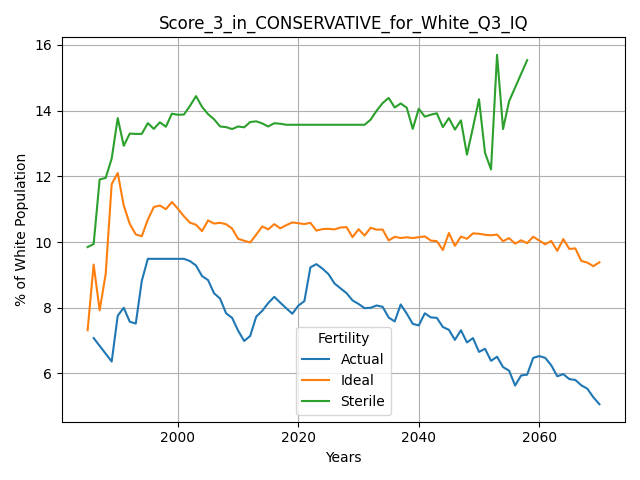 Score_3_in_CONSERVATIVE_for_White_Q3_IQ
% of White Population
16
14
12
10
8
6
Fertility
Actual
Ideal
Sterile
2000
2020
2040
2060
Years